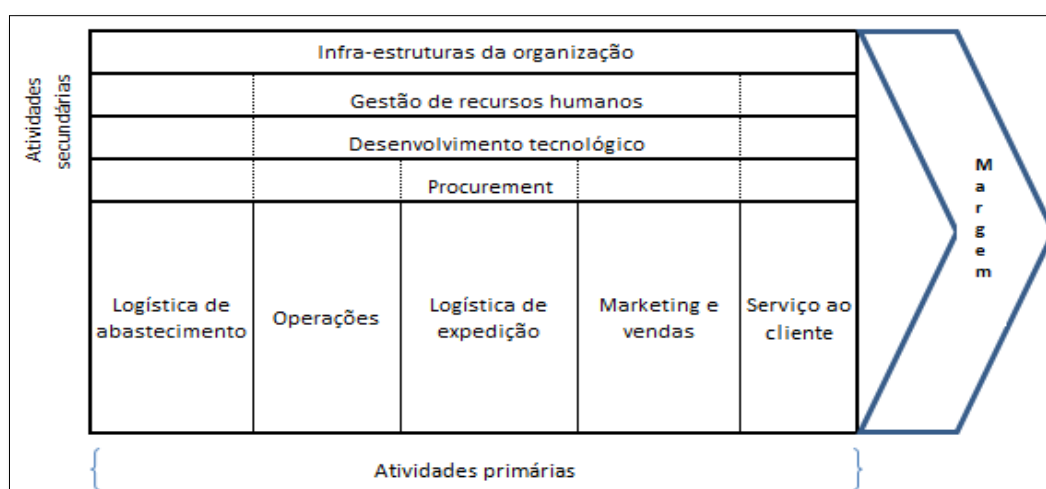 Atividades
secundárias
Infra-estruturas da organização
Gestão de recursos humanos
Desenvolvimento tecnológico
Procurement
Logística de
abastecimento
Operações
Logística de
expedição
Marketing e
vendas
Serviço ao
cliente
Margem
Atividades primárias